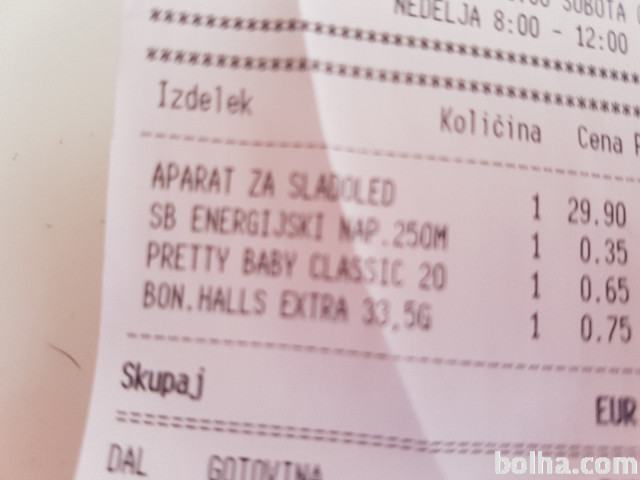 SOBOTA
NEDELJA 8:00 - 12:00
************************************
************************************
Izdelek Količina Cena
APARAT ZA SLADOLED 1 29.90
SB ENERGIJSKI NAP.250M 1 0.35
PRETTY BABY CLASSIC 20 1 0.65
BON.HALLS EXTRA 33,5G 1 0.75
Skupaj EUR
DAL GOTOVINA
bolha.com